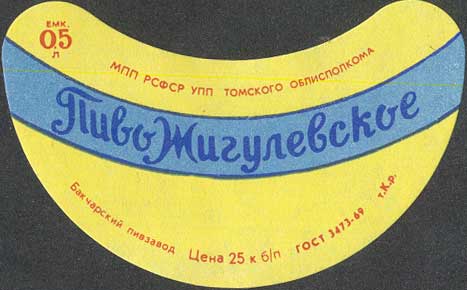 ЕМК.
0,5
Л
МПП РСФСР УПП ТОМСКОГО ОБЛИСПОЛКОМА
Пиво Жигулевское
Бакчарский пивзавод Цена 25 к б/п ГОСТ 3473-69 т.К.р.